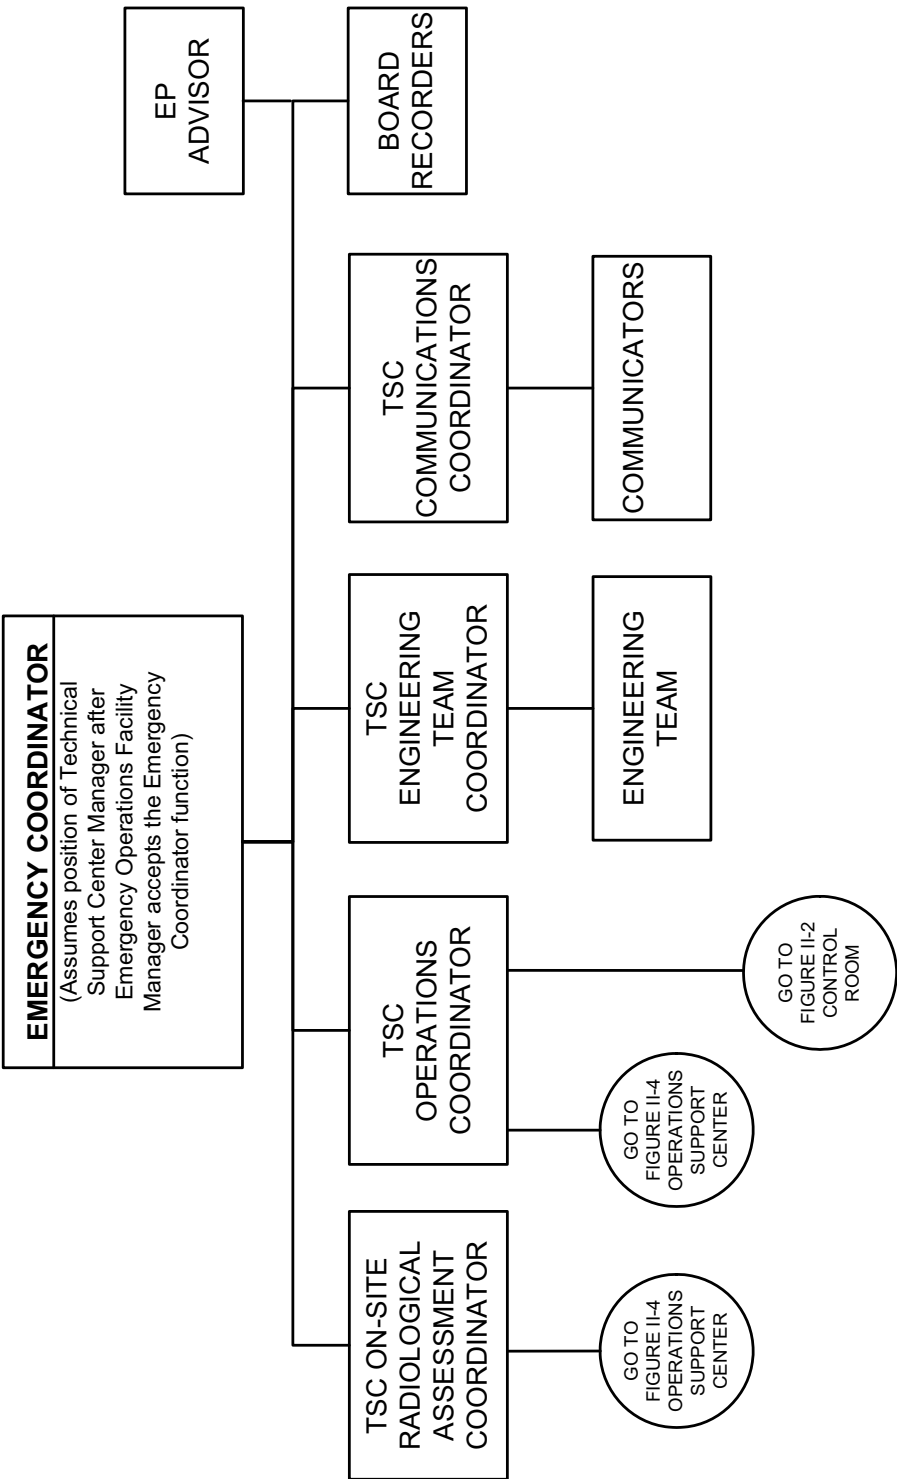 EMERGENCY COORDINATOR
(Assumes position of Technical
Support Center Manager after
Emergency Operations Facility
Manager accepts the Emergency
Coordinator function)
EP
ADVISOR
TSC ON-SITE
RADIOLOGICAL
ASSESSMENT
COORDINATOR
TSC
OPERATIONS
COORDINATOR
TSC
ENGINEERING
TEAM
COORDINATOR
TSC
COMMUNICATIONS
COORDINATOR
BOARD
RECORDERS
GO TO
FIGURE II-4
OPERATIONS
SUPPORT
CENTER
GO TO
FIGURE II-4
OPERATIONS
SUPPORT
CENTER
GO TO
FIGURE II-2
CONTROL
ROOM
ENGINEERING
TEAM
COMMUNICATORS